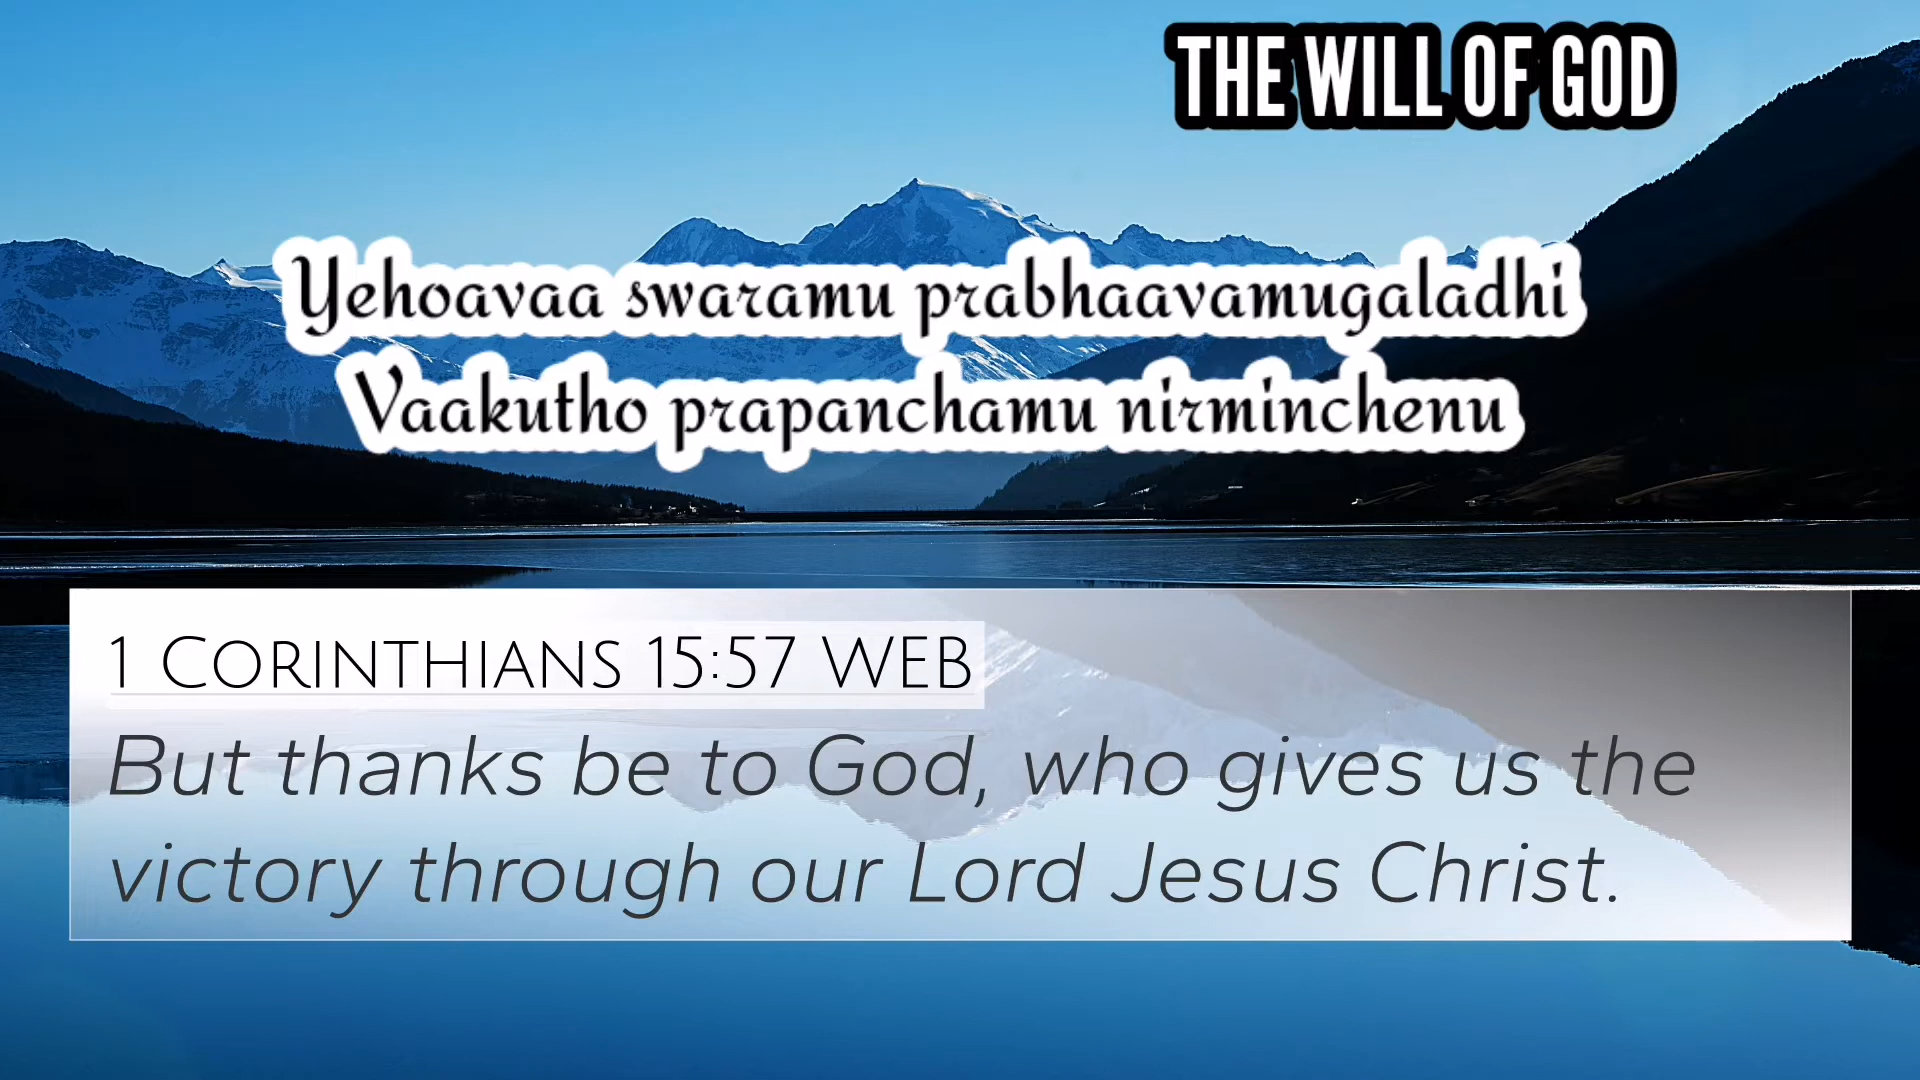 THE WILL OF GOD
Yehoavaa swaramu prabhaavamugaladhi
Vaakutho prapanchamu nirminchenu
1 Corinthians 15:57 WEB
But thanks be to God, who gives us the
victory through our Lord Jesus Christ.